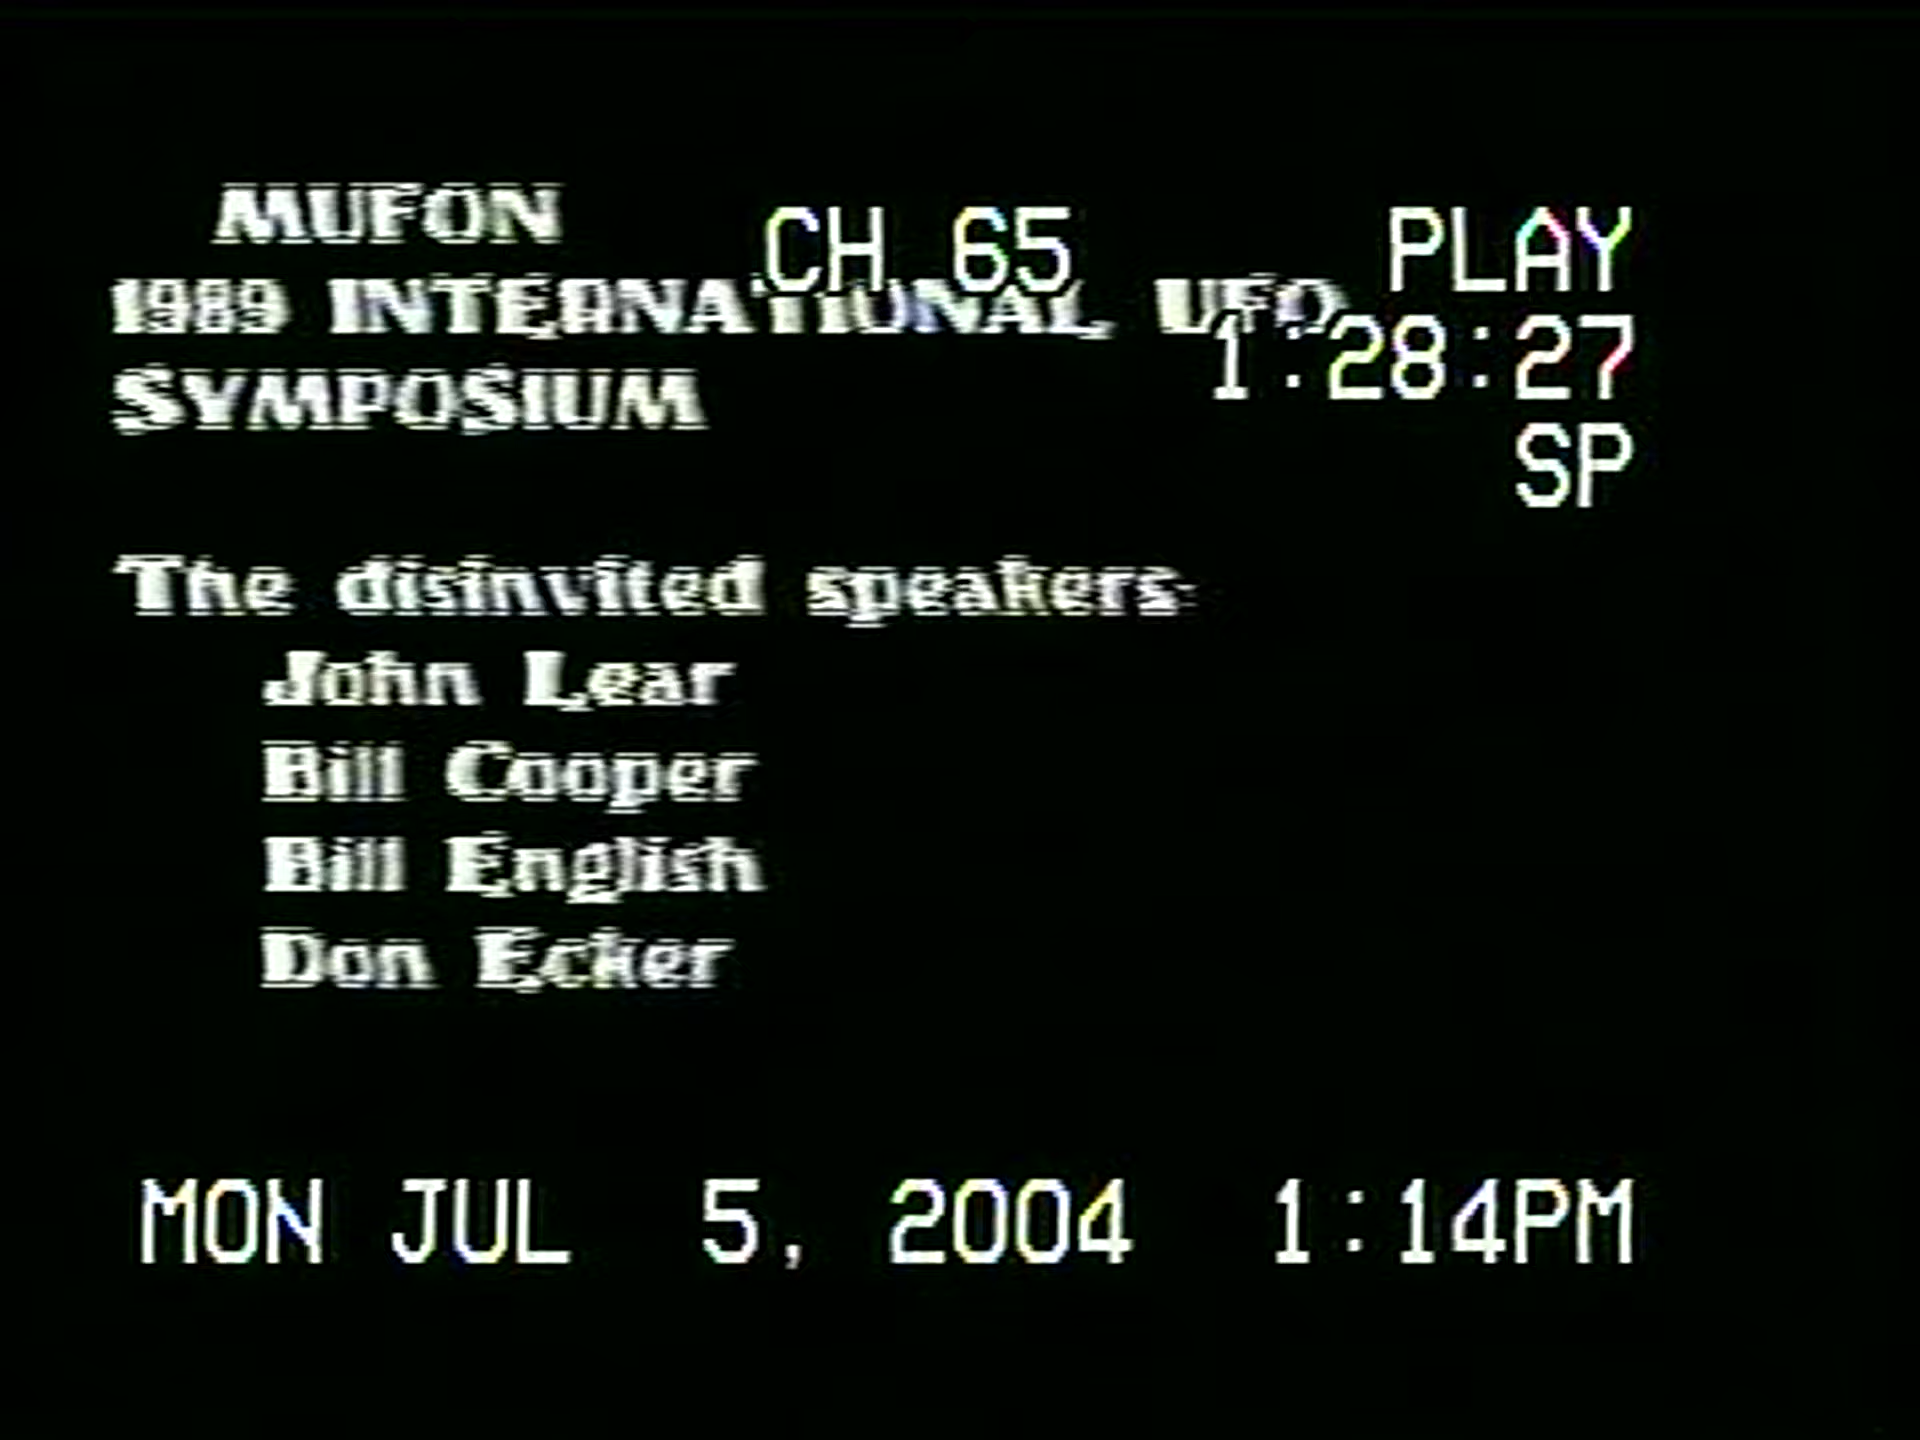 MUFON
CH 65 PLAY
1989 INTERNATIONAL UFO
1:28:27
SYMPOSIUM
SP
The disinvited speakers-
John Lear
Bill Cooper
Bill English
Don Ecker
MON JUL 5, 2004 1:14PM